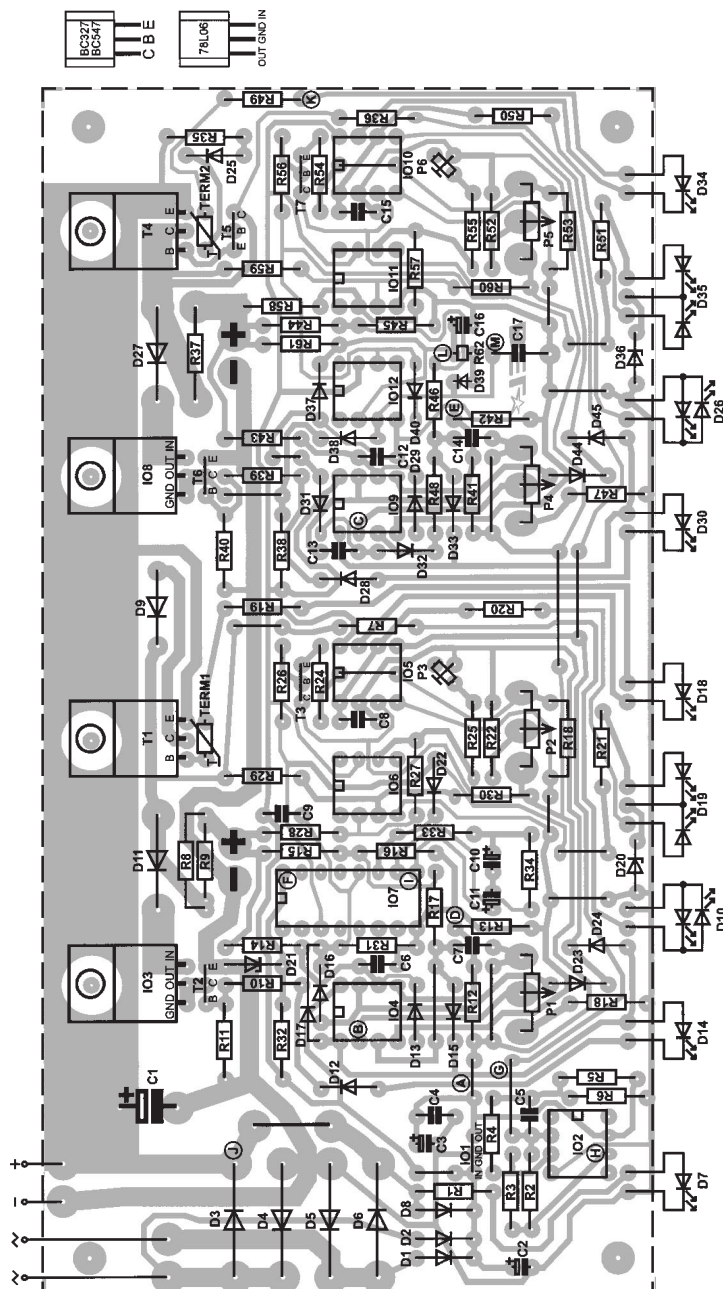 BC327
BC547
C B E
78L06
OUT GND IN
R49 K
R36 R50
R35
D25
R56 T7 C B E R54 IO10 P6
D34
T4 B C E TERM2 T
T5 E B C
C15
R55 R52 P5 R53 R51
R59 IO11 R57 R60
D35
R58
R44 R45 C16
R61 L R62 M C17
D27 R37 + −
D36
D37 IO12 D40 R46 D39 E R42
D26
R43 D38 C12 D29 C14 D45
IO8 GND OUT IN T6 B C E R39
D31 IO9 C R48 D33 R41 P4 D44 R47
D30
R40 R38 C13 D32 D28
D9 R19 R7 R20
T1 B C E TERM1 T
R26 T3 C B E R24 IO5 P3
D18
C8 R25 R22 P2 R18 R21
R29 IO6 R27 D22 R30
D19
C9
D11 R8 R9 + −
R28 R33
R15 R16 C10 R34 D20
F IO7 I R17 C11 D R13
D10
R14 D21 R31 C6 C7 D24
IO3 GND OUT IN T2 B C E R10 D16
D17 IO4 B D13 D15 R12 P1 D23 R18
D14
R11 R32 D12
C1 +
A G
R5
R6
C4 C3 C5
J
IO1 IN GND OUT R4 IO2 H
+
−
~
~
D3 D4 D5 D6
R1 R3 R2
D8
D2
D1
C2
D7